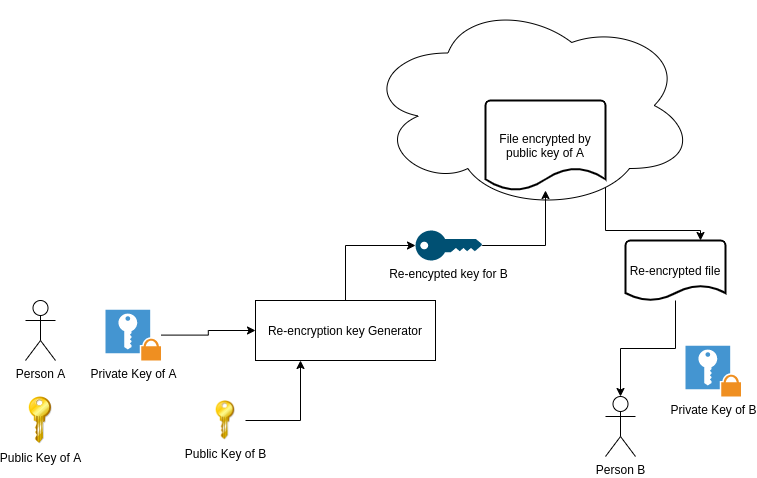 File encrypted by
public key of A
Re-encypted key for B
Re-encrypted file
Re-encryption key Generator
Person A
Private Key of A
Public Key of A
Public Key of B
Private Key of B
Person B